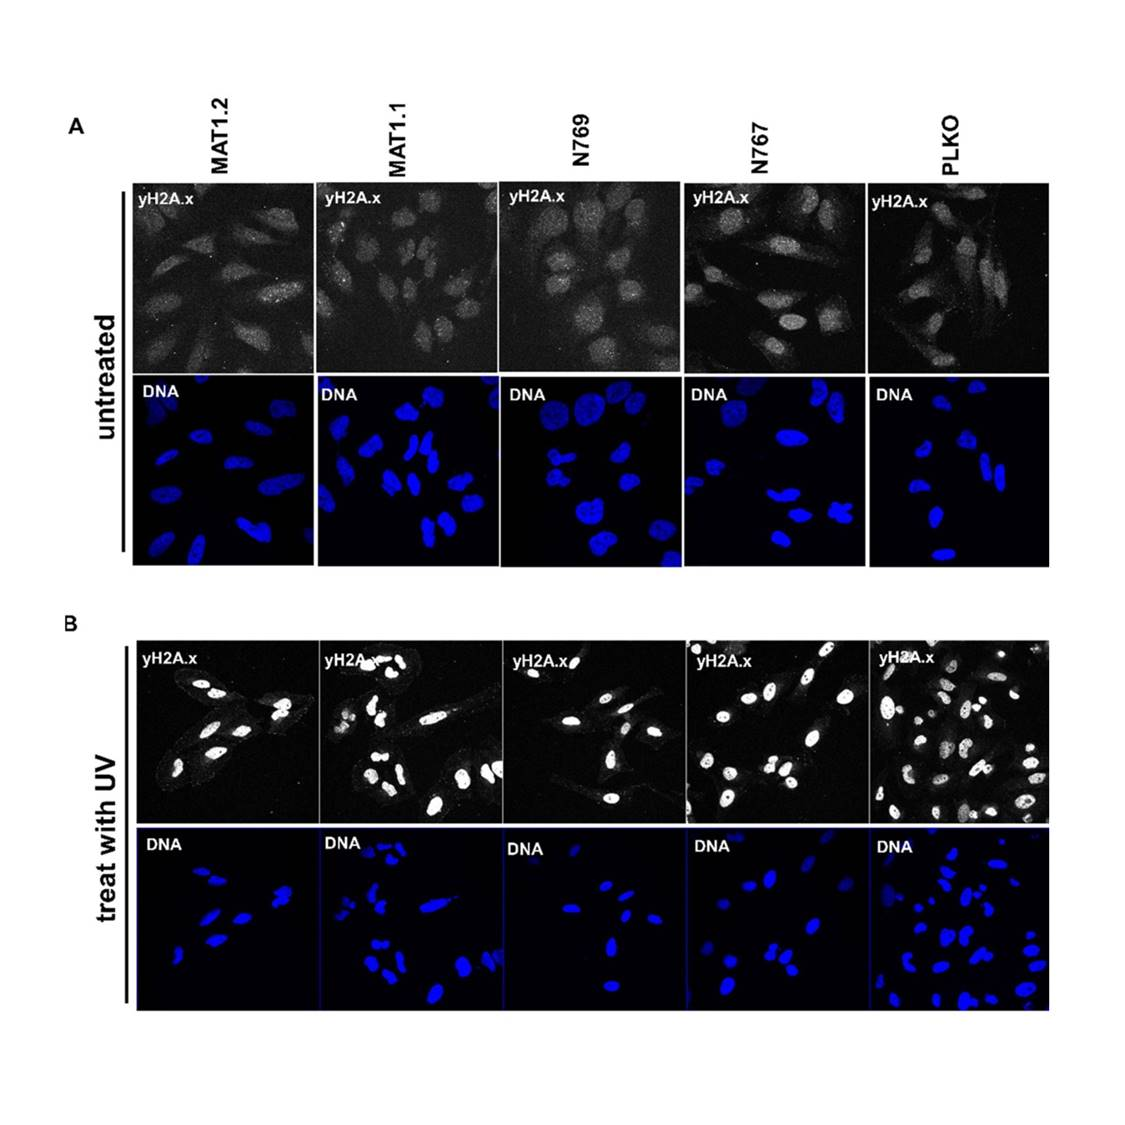 A
MAT1.2
MAT1.1
N769
N767
PLKO
untreated
yH2A.x
yH2A.x
yH2A.x
yH2A.x
yH2A.x
DNA
DNA
DNA
DNA
DNA
B
treat with UV
yH2A.x
yH2A.x
yH2A.x
yH2A.x
yH2A.x
DNA
DNA
DNA
DNA
DNA